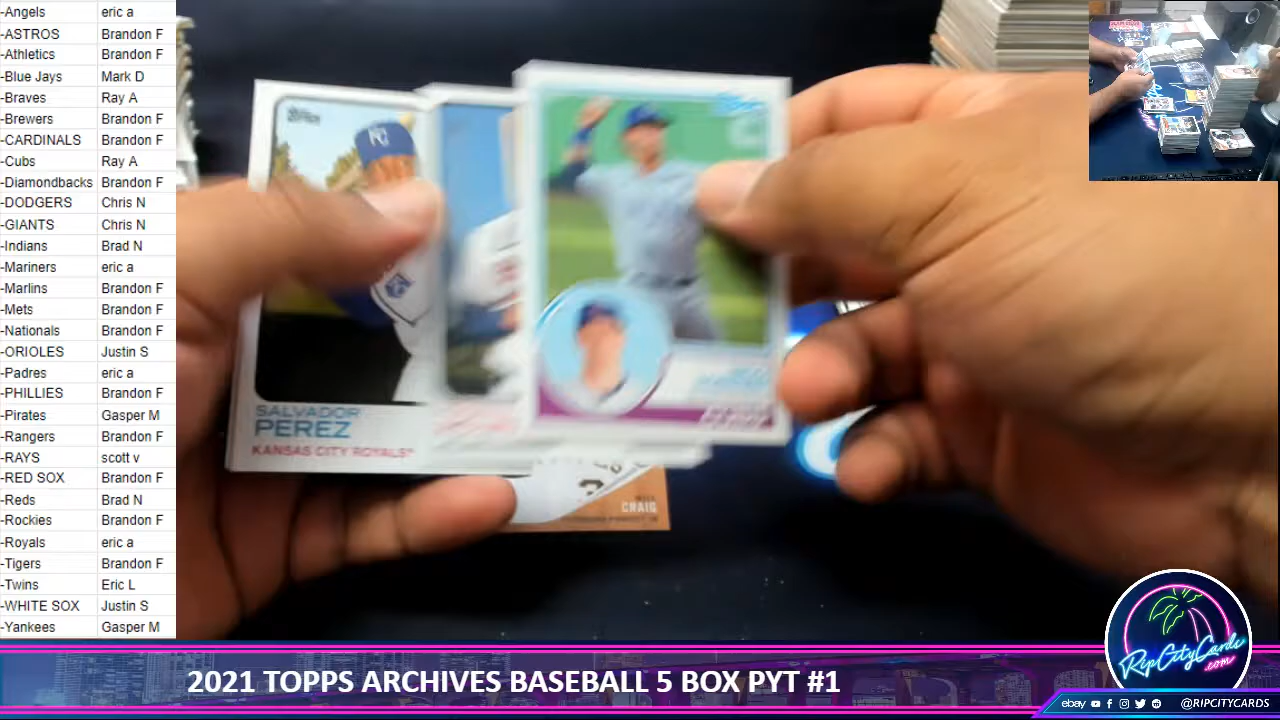 -Angels eric a
-ASTROS Brandon F
-Athletics Brandon F
-Blue Jays Mark D
-Braves Ray A
-Brewers Brandon F
-CARDINALS Brandon F
-Cubs Ray A
-Diamondbacks Brandon F
-DODGERS Chris N
-GIANTS Chris N
-Indians Brad N
-Mariners eric a
-Marlins Brandon F
-Mets Brandon F
-Nationals Brandon F
-ORIOLES Justin S
-Padres eric a
-PHILLIES Brandon F
-Pirates Gasper M
-Rangers Brandon F
-RAYS scott v
-RED SOX Brandon F
-Reds Brad N
-Rockies Brandon F
-Royals eric a
-Tigers Brandon F
-Twins Eric L
-WHITE SOX Justin S
-Yankees Gasper M
KR
SALVADOR
PEREZ
KANSAS CITY ROYALS
CRAIG
2021 TOPPS ARCHIVES BASEBALL 5 BOX PYT #1
RipCityCards
.com
ebay
@RIPCITYCARDS